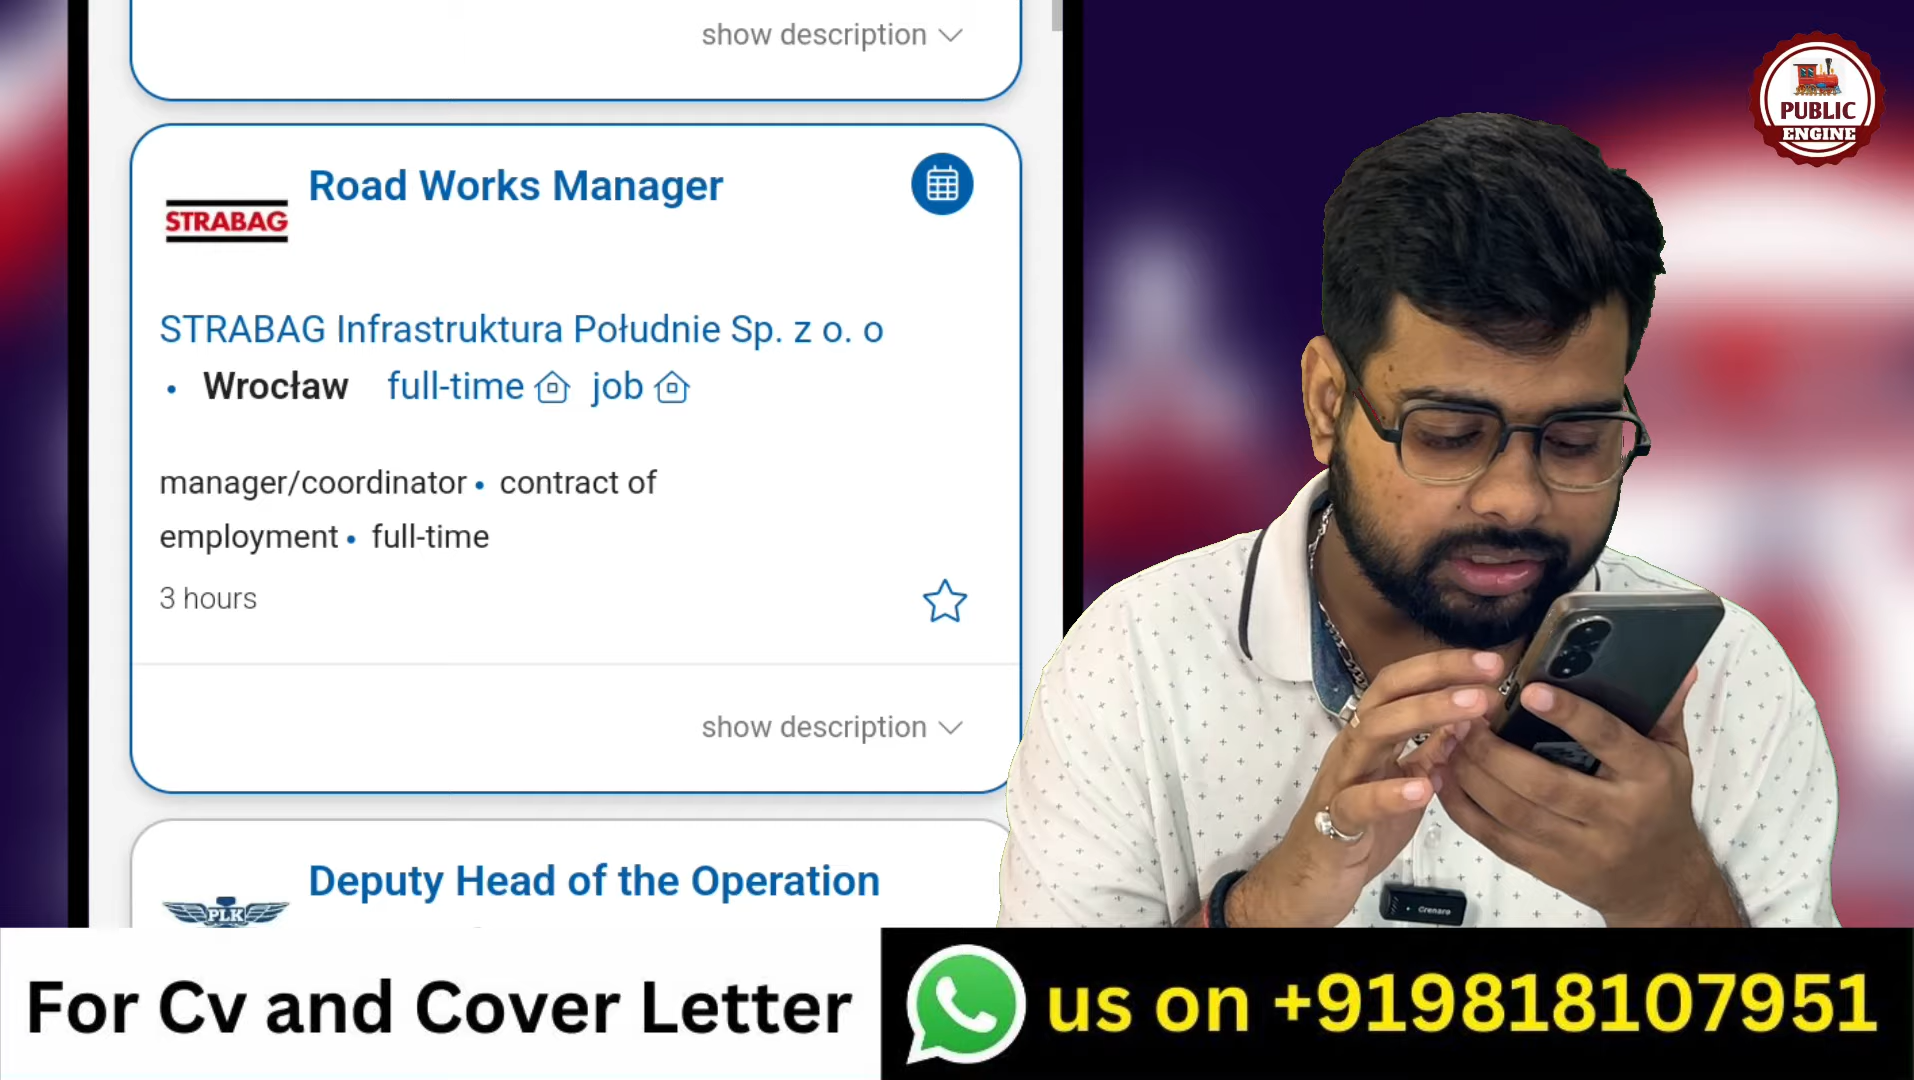 show description
PUBLIC
ENGINE
Road Works Manager
STRABAG
STRABAG Infrastruktura Południe Sp. z o. o
• Wrocław full-time job
manager/coordinator • contract of
employment • full-time
3 hours
show description
Deputy Head of the Operation
PLK
Grenaro
For Cv and Cover Letter
us on +919818107951